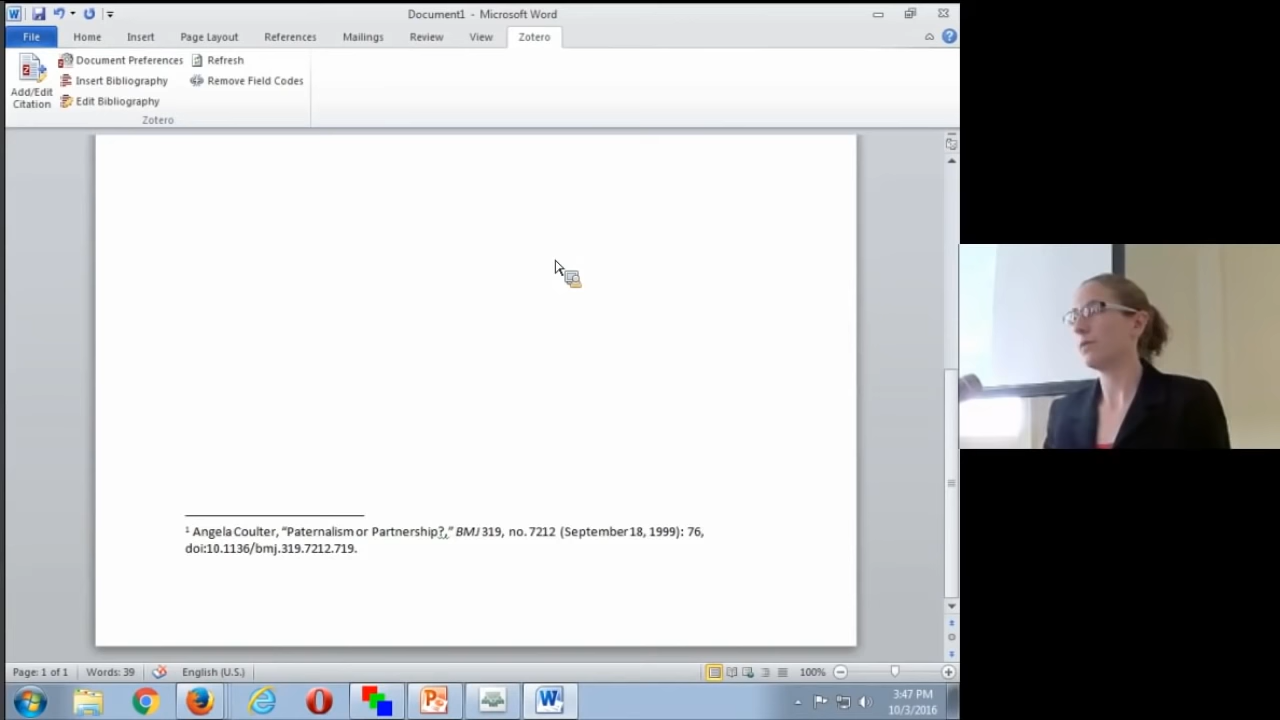 Document1 - Microsoft Word
File Home Insert Page Layout References Mailings Review View Zotero
Document Preferences Refresh
Add/Edit Citation
Insert Bibliography Remove Field Codes
Edit Bibliography
Zotero
1 Angela Coulter, “Paternalism or Partnership?,” BMJ 319, no. 7212 (September 18, 1999): 76,
doi:10.1136/bmj.319.7212.719.
Page: 1 of 1 Words: 39 English (U.S.) 100%
3:47 PM
10/3/2016